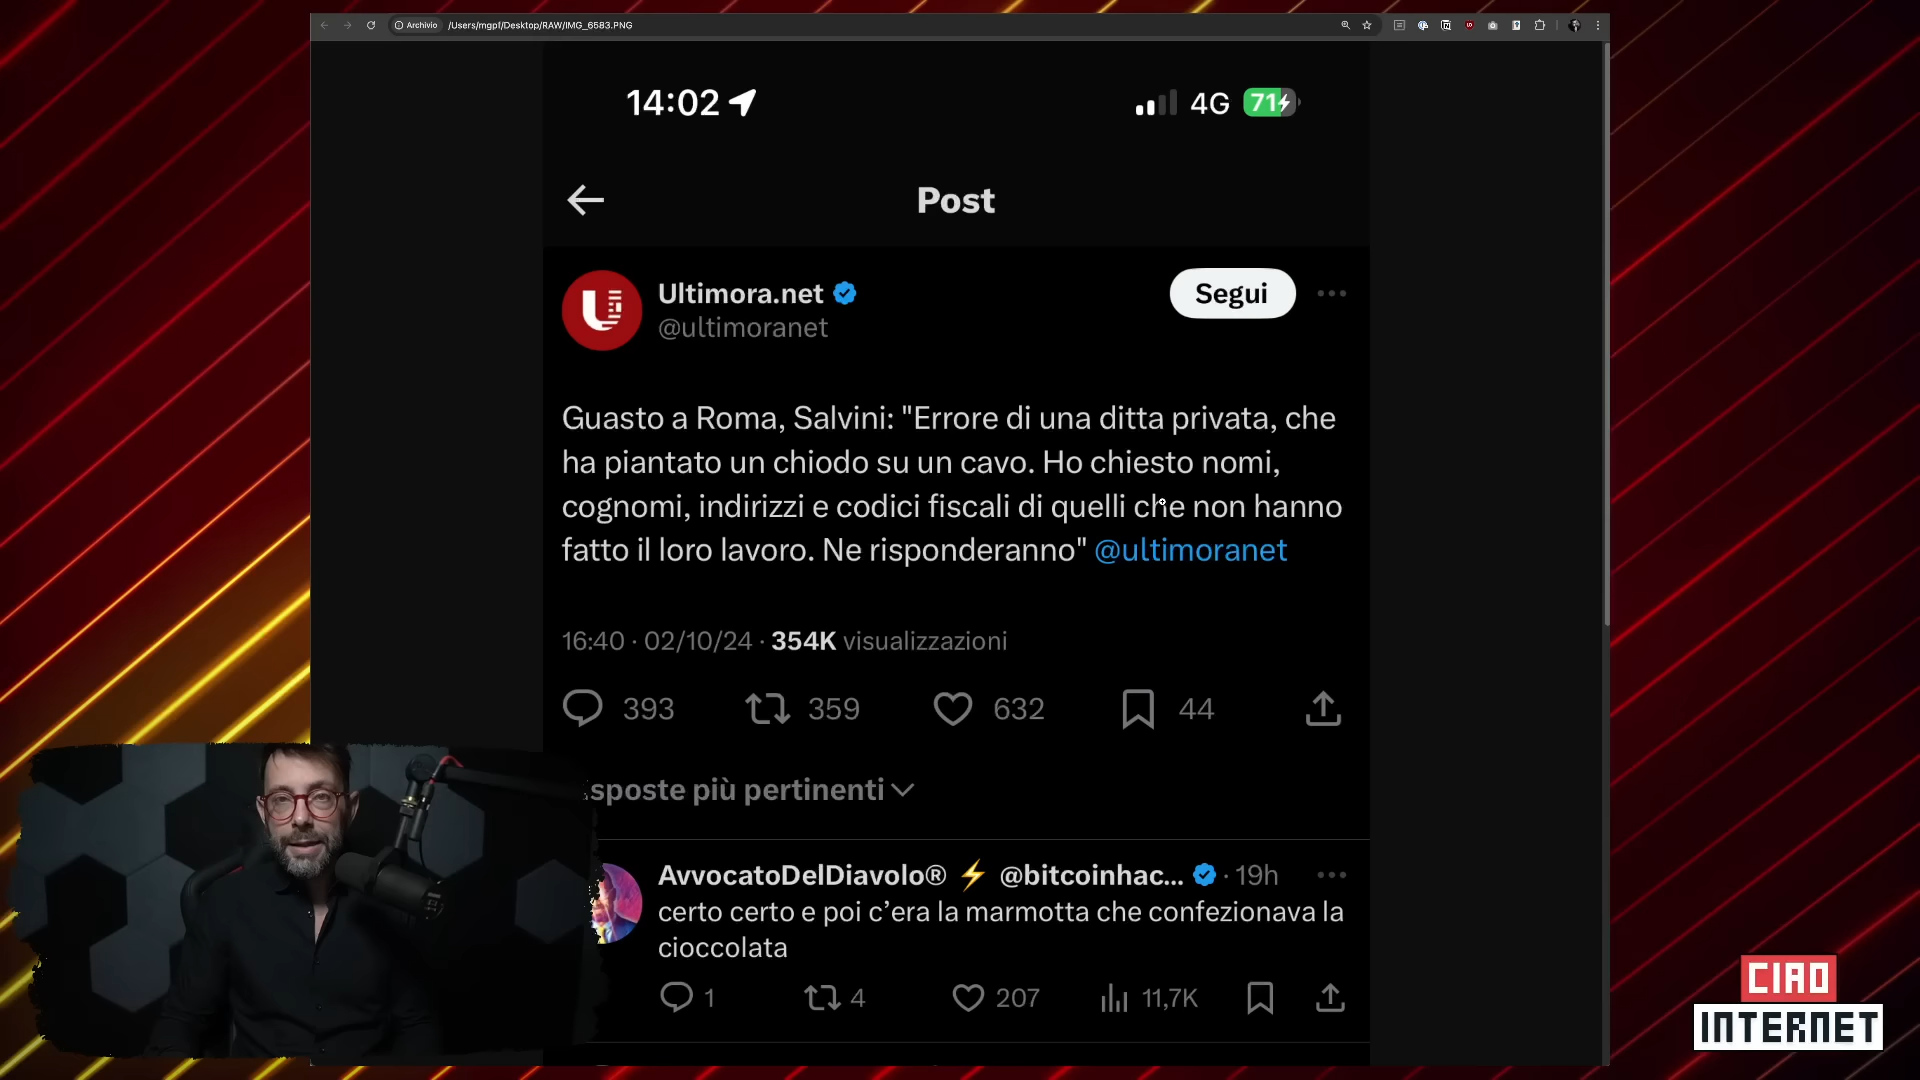 Archivio /Users/mgpf/Desktop/RAW/IMG_6583.PNG
14:02 4G 71
Post
Ultimora.net
@ultimoranet
Segui
Guasto a Roma, Salvini: "Errore di una ditta privata, che
ha piantato un chiodo su un cavo. Ho chiesto nomi,
cognomi, indirizzi e codici fiscali di quelli che non hanno
fatto il loro lavoro. Ne risponderanno" @ultimoranet
16:40 · 02/10/24 · 354K visualizzazioni
393 359 632 44
sposte più pertinenti
AvvocatoDelDiavolo® ⚡ @bitcoinhac... · 19h
certo certo e poi c’era la marmotta che confezionava la
cioccolata
1 4 207 11,7K
CIAO
INTERNET